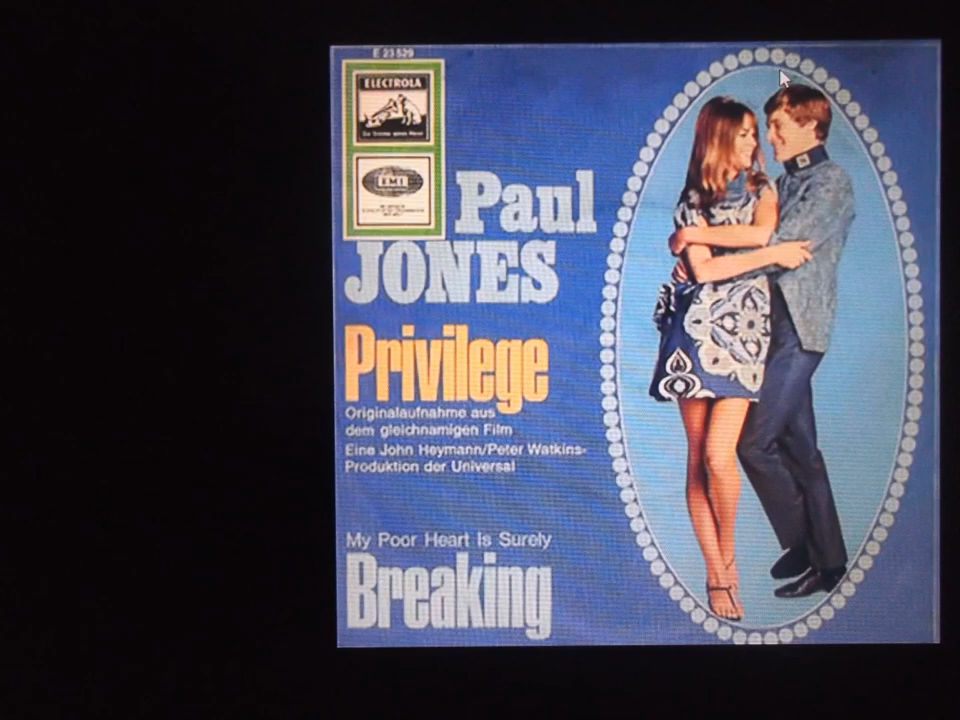 E 23 529
ELECTROLA
EMI
Paul
JONES
Privilege
Originalaufnahme aus
dem gleichnamigen Film
Eine John Heymann/Peter Watkins-
Produktion der Universal
My Poor Heart Is Surely
Breaking